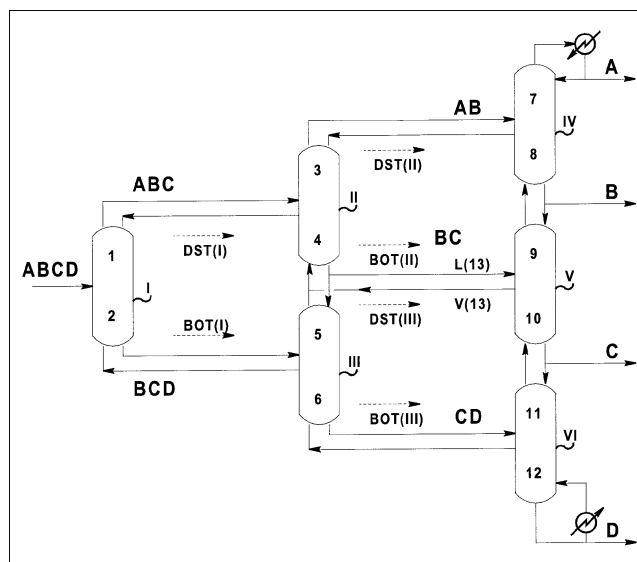 A
7
AB
IV
8
DST(II)
3
ABC
II
B
4
BC
BOT(II)
L(13)
9
1
DST(I)
ABCD
I
V(13)
V
DST(III)
2
BOT(I)
5
10
III
C
BCD
6
BOT(III)
CD
11
VI
12
D